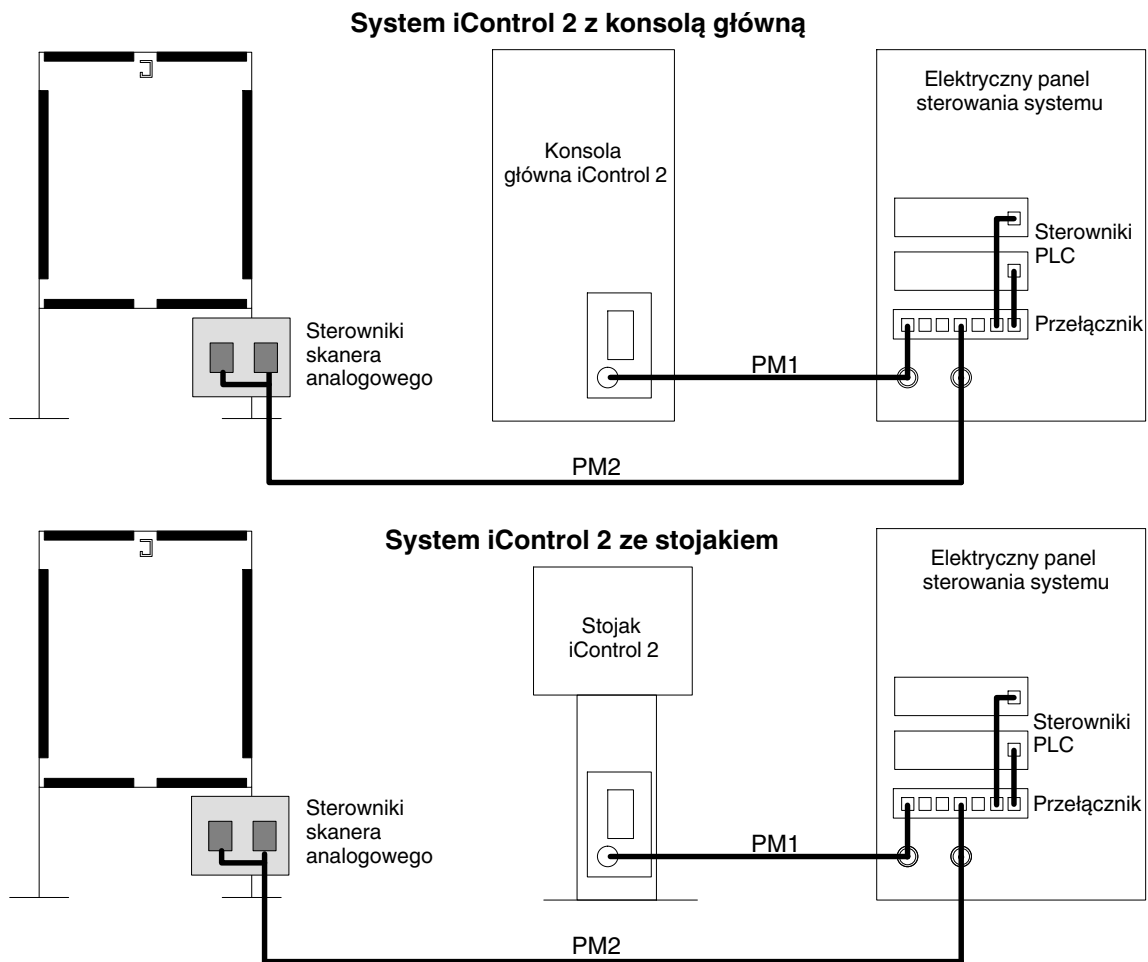 System iControl 2 z konsolą główną
Elektryczny panel
sterowania systemu
Konsola
główna iControl 2
Sterowniki
PLC
Przełącznik
Sterowniki
skanera
analogowego
PM1
PM2
System iControl 2 ze stojakiem
Elektryczny panel
sterowania systemu
Stojak
iControl 2
Sterowniki
PLC
Przełącznik
Sterowniki
skanera
analogowego
PM1
PM2